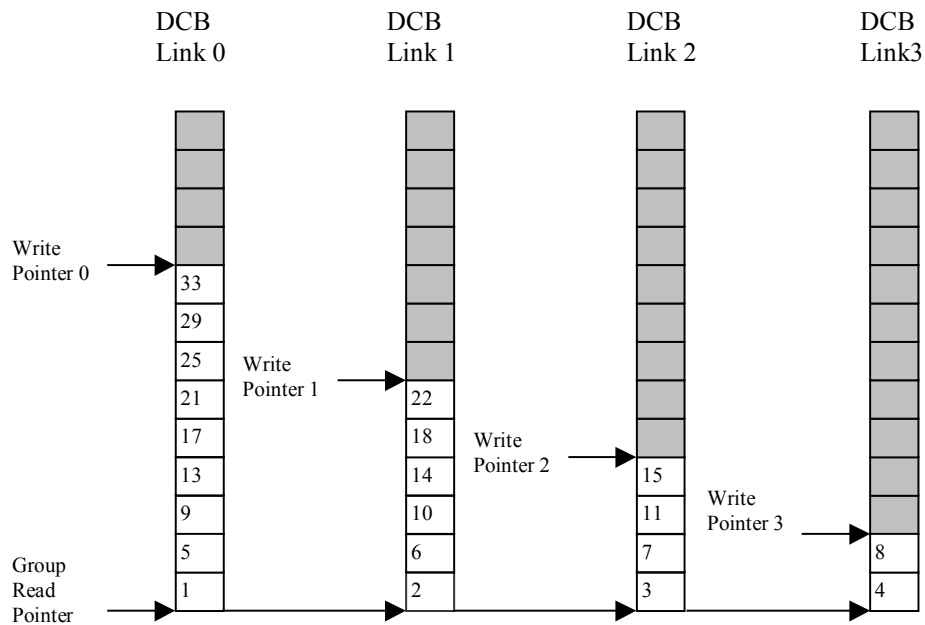 DCB
Link 0
DCB
Link 1
DCB
Link 2
DCB
Link3
Write
Pointer 0
33
29
25
21
17
13
9
5
1
Write
Pointer 1
22
18
14
10
6
2
Write
Pointer 2
15
11
7
3
Write
Pointer 3
8
4
Group
Read
Pointer